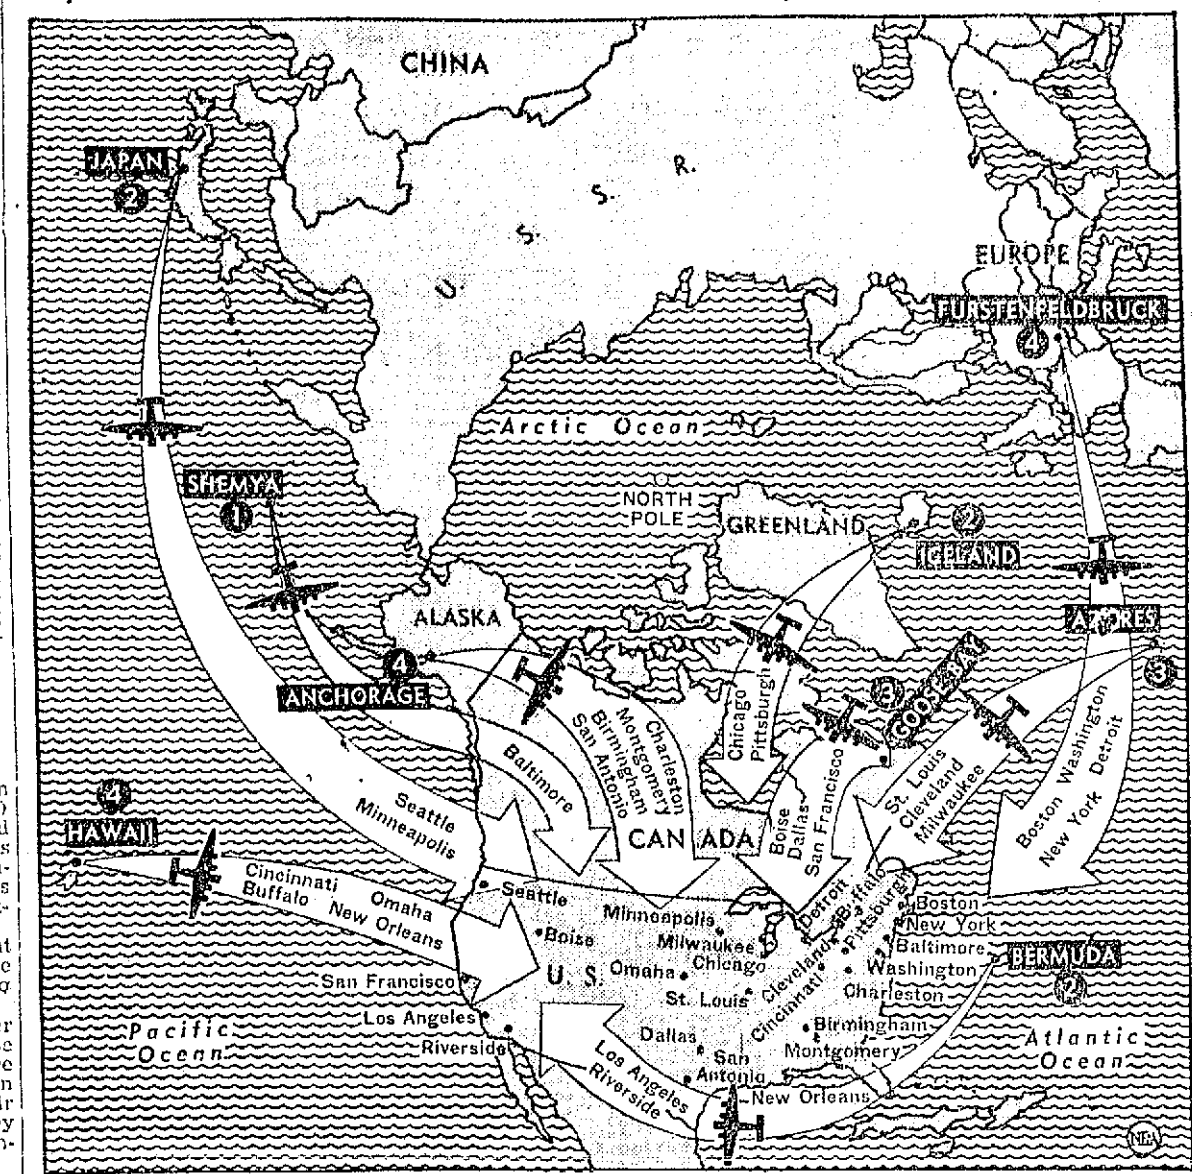 CHINA
JAPAN
2
U. S. S. R.
EUROPE
FURSTENFELDBRUCK
4
Arctic Ocean
SHEMYA
1
NORTH
POLE
GREENLAND
2
ICELAND
ALASKA
AZORES
4
ANCHORAGE
3
GOOSE BAY
3
Chicago
Pittsburgh
Charleston
Montgomery
Birmingham
San Antonio
Baltimore
Seattle
Minneapolis
Boise
Dallas
San Francisco
St. Louis
Cleveland
Milwaukee
Boston Washington
New York Detroit
4
HAWAII
CANADA
Cincinnati Omaha
Buffalo New Orleans
Seattle
Minneapolis
Detroit
Buffalo
Pittsburgh
Boston
New York
Boise
Milwaukee
Chicago
Cleveland
Baltimore
BERMUDA
2
U. S.
Omaha
Washington
San Francisco
St. Louis
Cincinnati
Charleston
Los Angeles
Riverside
Dallas
Birmingham
Montgomery
San
Antonio
New Orleans
Los Angeles
Riverside
Pacific
Ocean
Atlantic
Ocean
NEA